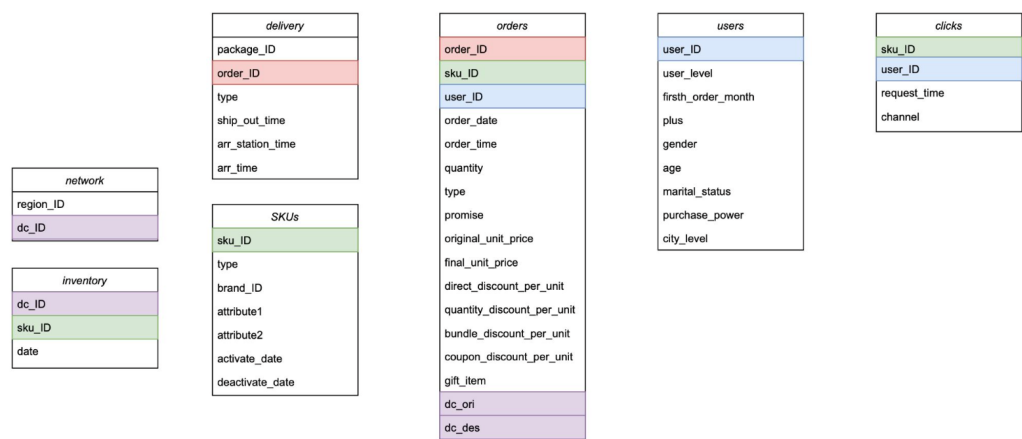 network
region_ID
dc_ID
inventory
dc_ID
sku_ID
date
delivery
package_ID
order_ID
type
ship_out_time
arr_station_time
arr_time
SKUs
sku_ID
type
brand_ID
attribute1
attribute2
activate_date
deactivate_date
orders
order_ID
sku_ID
user_ID
order_date
order_time
quantity
type
promise
original_unit_price
final_unit_price
direct_discount_per_unit
quantity_discount_per_unit
bundle_discount_per_unit
coupon_discount_per_unit
gift_item
dc_ori
dc_des
users
user_ID
user_level
firsth_order_month
plus
gender
age
marital_status
purchase_power
city_level
clicks
sku_ID
user_ID
request_time
channel